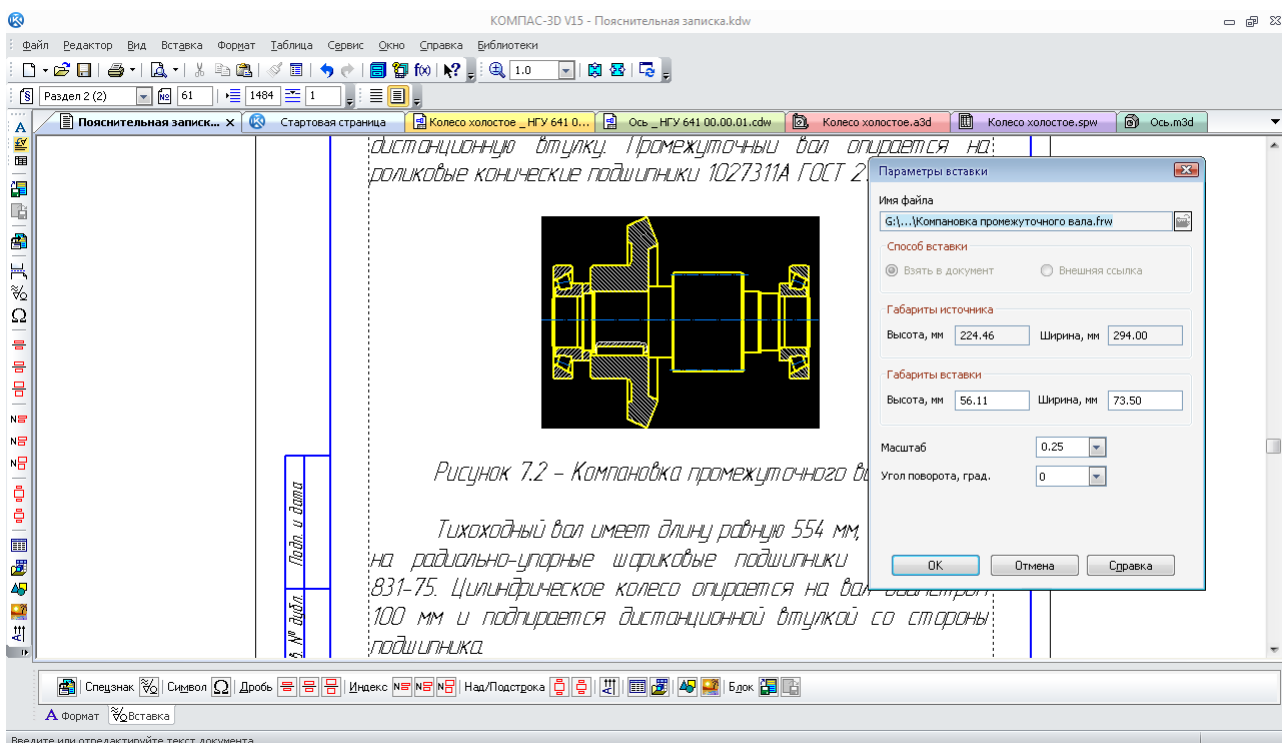 КОМПАС-3D V15 - Пояснительная записка.kdw
Файл Редактор Вид Вставка Формат Таблица Сервис Окно Справка Библиотеки
1.0
Раздел 2 (2) 61 1484 1
Пояснительная записк... Стартовая страница Колесо холостое _НГУ 641 0... Ось _ НГУ 641 00.00.01.cdw Колесо холостое.a3d Колесо холостое.spw Ось.m3d
дистанционную втулку. Промежуточный вал опирается на
роликовые конические подшипники 1027311А ГОСТ 2
Рисунок 7.2 – Компановка промежуточного
Подп. и дата
№ дубл.
Тихоходный вал имеет длину равную 554 мм,
на радиально-упорные шариковые подшипники
831-75. Цилиндрическое колесо опирается на вал диаметром
100 мм и подпирается дистанционной втулкой со стороны
подшипника
Параметры вставки
Имя файла
G:\...\Компановка промежуточного вала.frw
Способ вставки
Взять в документ Внешняя ссылка
Габариты источника
Высота, мм 224.46 Ширина, мм 294.00
Габариты вставки
Высота, мм 56.11 Ширина, мм 73.50
Масштаб 0.25
Угол поворота, град. 0
OK Отмена Справка
Спецзнак Символ Дробь Индекс Над/Подстрока Блок
Формат Вставка
Введите или отредактируйте текст документа